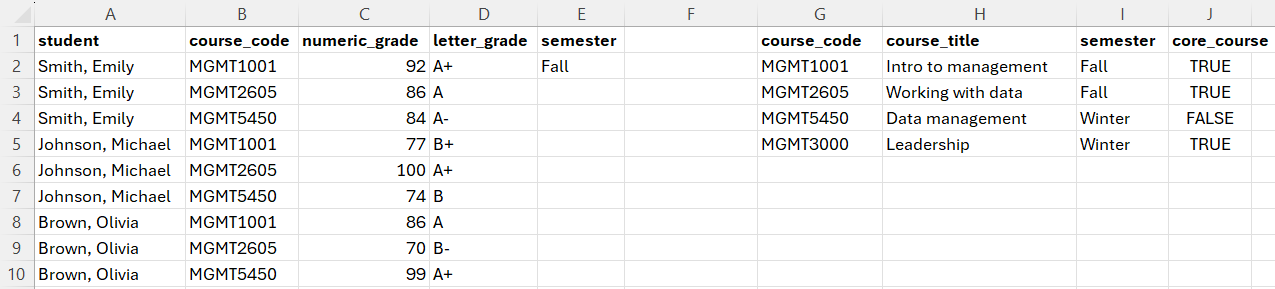 A B C D E F G H I J
1 student course_code numeric_grade letter_grade semester course_code course_title semester core_course
2 Smith, Emily MGMT1001 92 A+ Fall MGMT1001 Intro to management Fall TRUE
3 Smith, Emily MGMT2605 86 A MGMT2605 Working with data Fall TRUE
4 Smith, Emily MGMT5450 84 A- MGMT5450 Data management Winter FALSE
5 Johnson, Michael MGMT1001 77 B+ MGMT3000 Leadership Winter TRUE
6 Johnson, Michael MGMT2605 100 A+
7 Johnson, Michael MGMT5450 74 B
8 Brown, Olivia MGMT1001 86 A
9 Brown, Olivia MGMT2605 70 B-
10 Brown, Olivia MGMT5450 99 A+